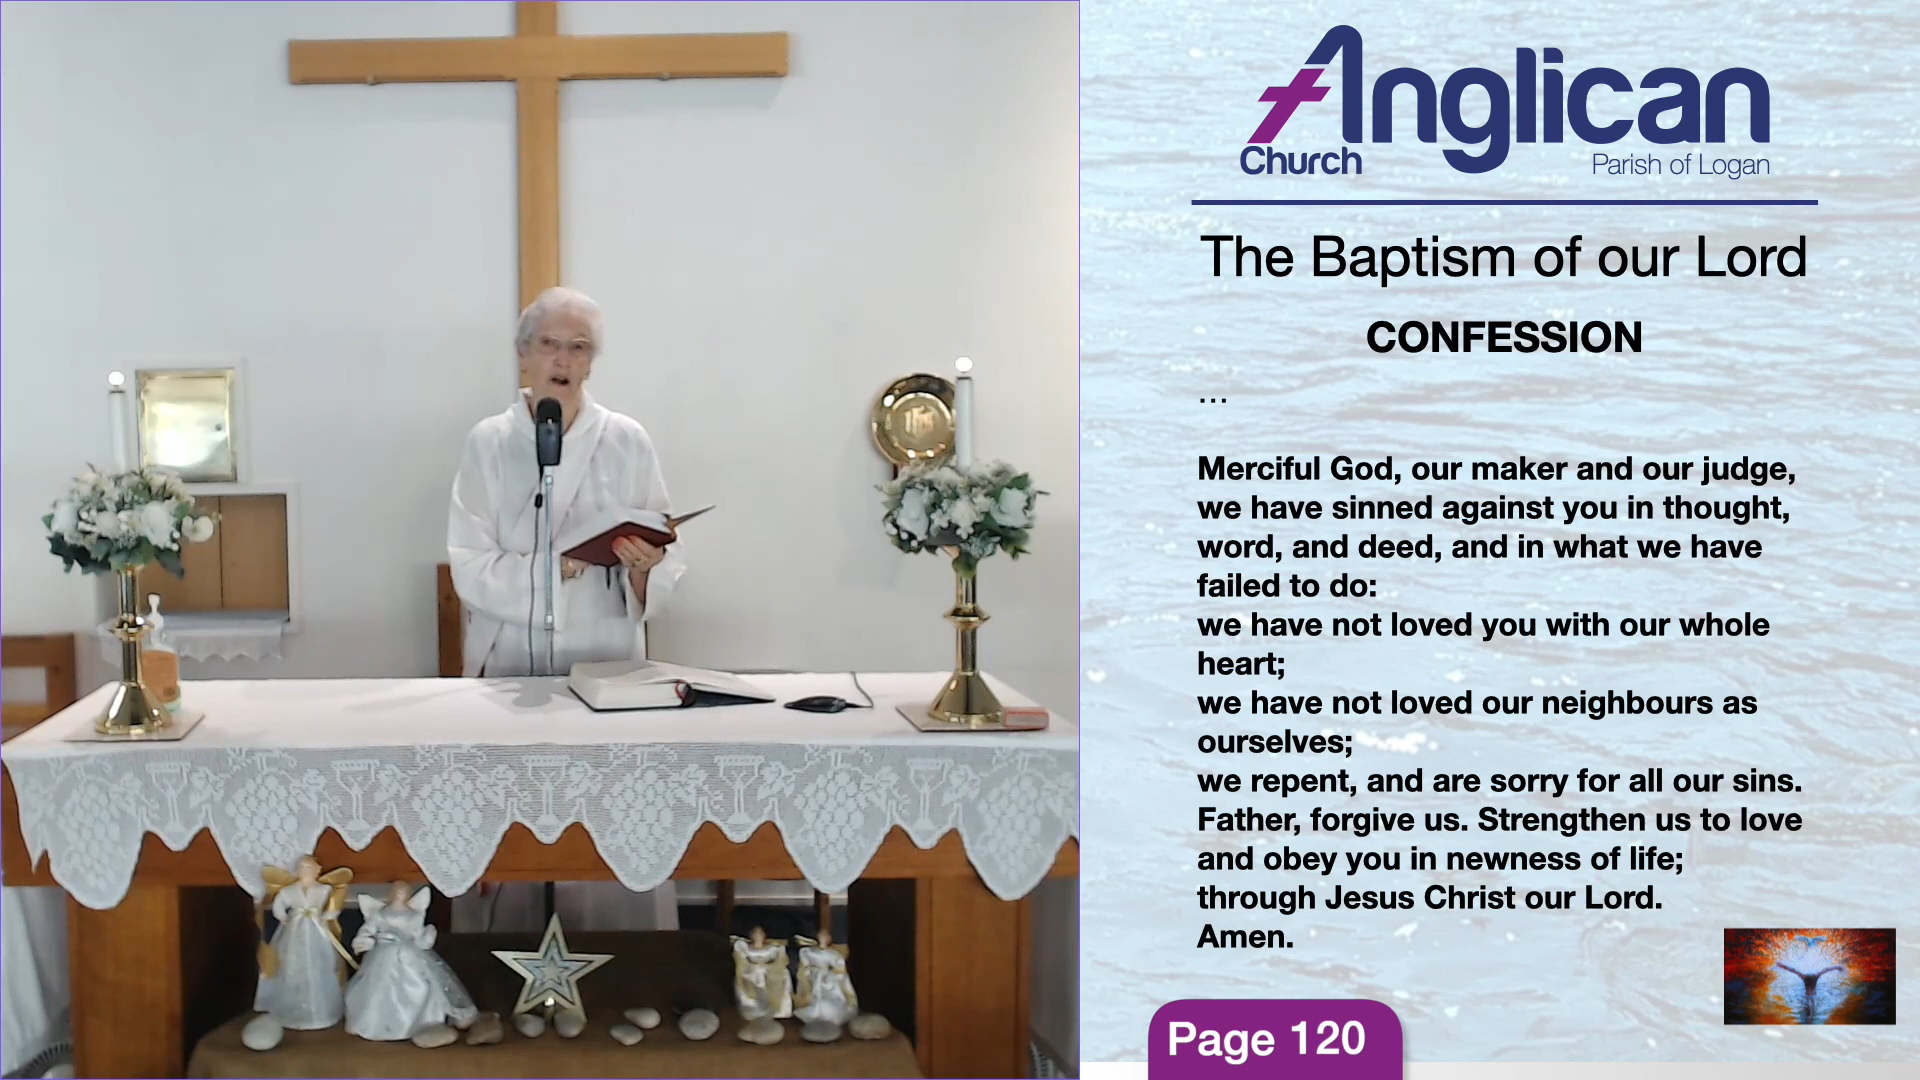 Anglican
Church
Parish of Logan
The Baptism of our Lord
CONFESSION
...
Merciful God, our maker and our judge,
we have sinned against you in thought,
word, and deed, and in what we have
failed to do:
we have not loved you with our whole
heart;
we have not loved our neighbours as
ourselves;
we repent, and are sorry for all our sins.
Father, forgive us. Strengthen us to love
and obey you in newness of life;
through Jesus Christ our Lord.
Amen.
Page 120